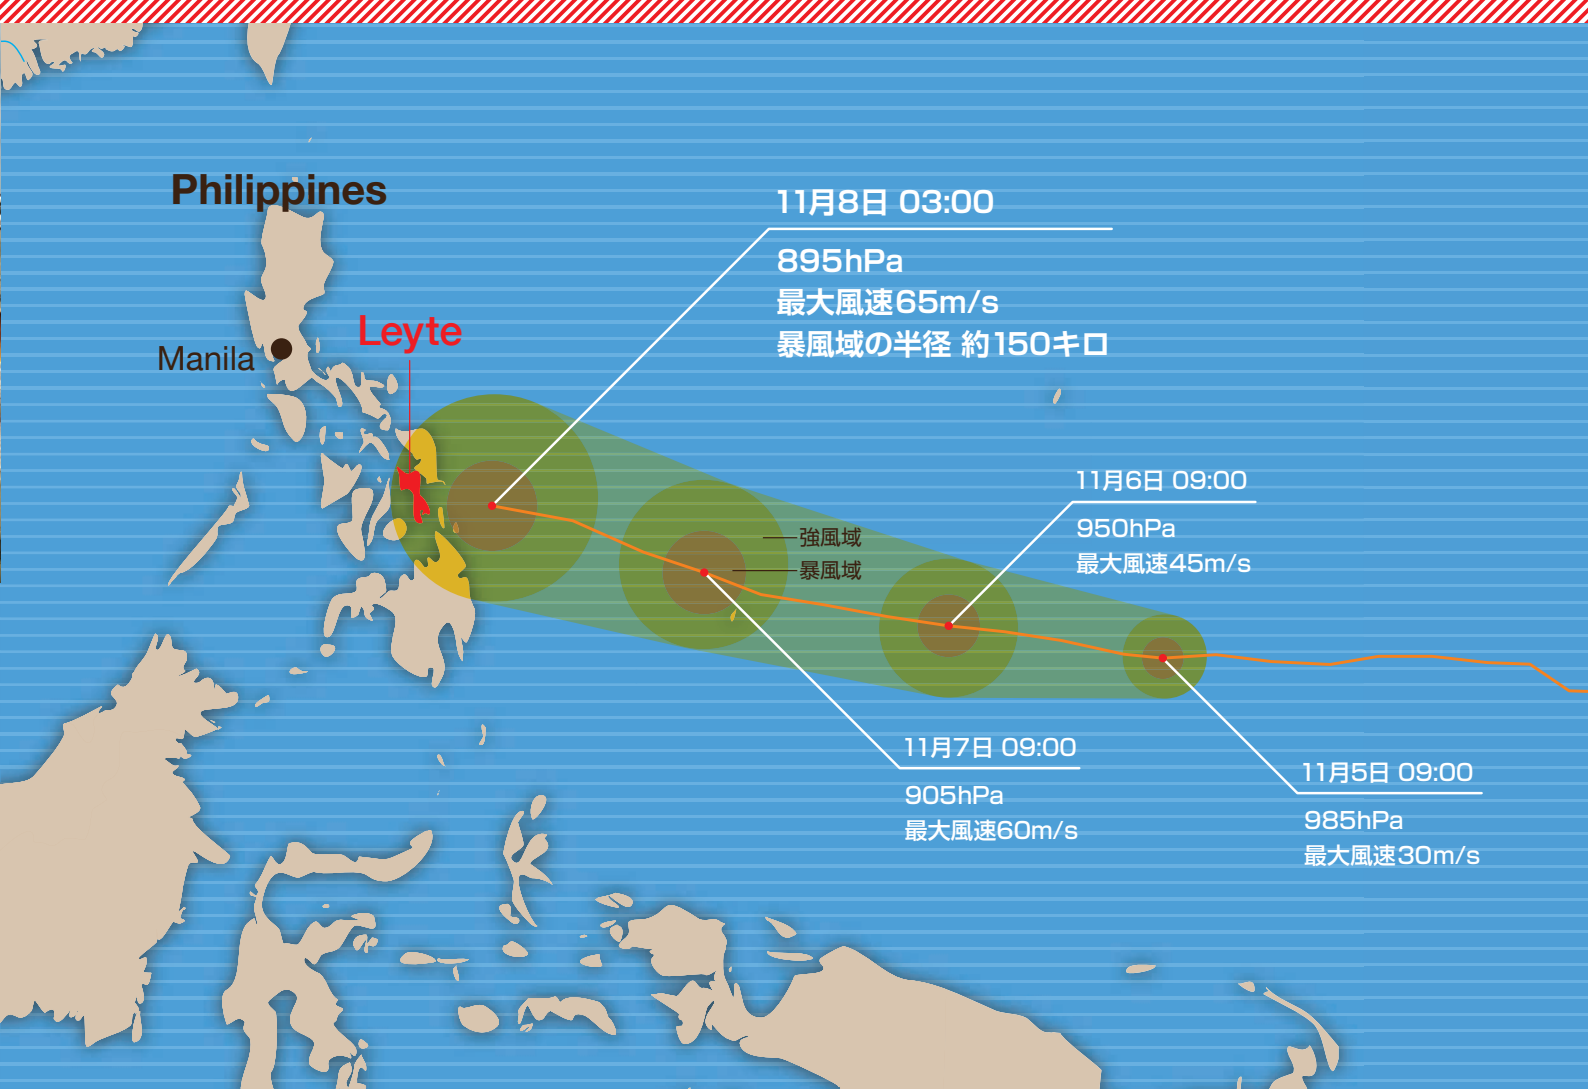 Philippines
Manila
Leyte
11月8日 03:00
895hPa
最大風速65m/s
暴風域の半径 約150キロ
強風域
暴風域
11月6日 09:00
950hPa
最大風速45m/s
11月7日 09:00
905hPa
最大風速60m/s
11月5日 09:00
985hPa
最大風速30m/s